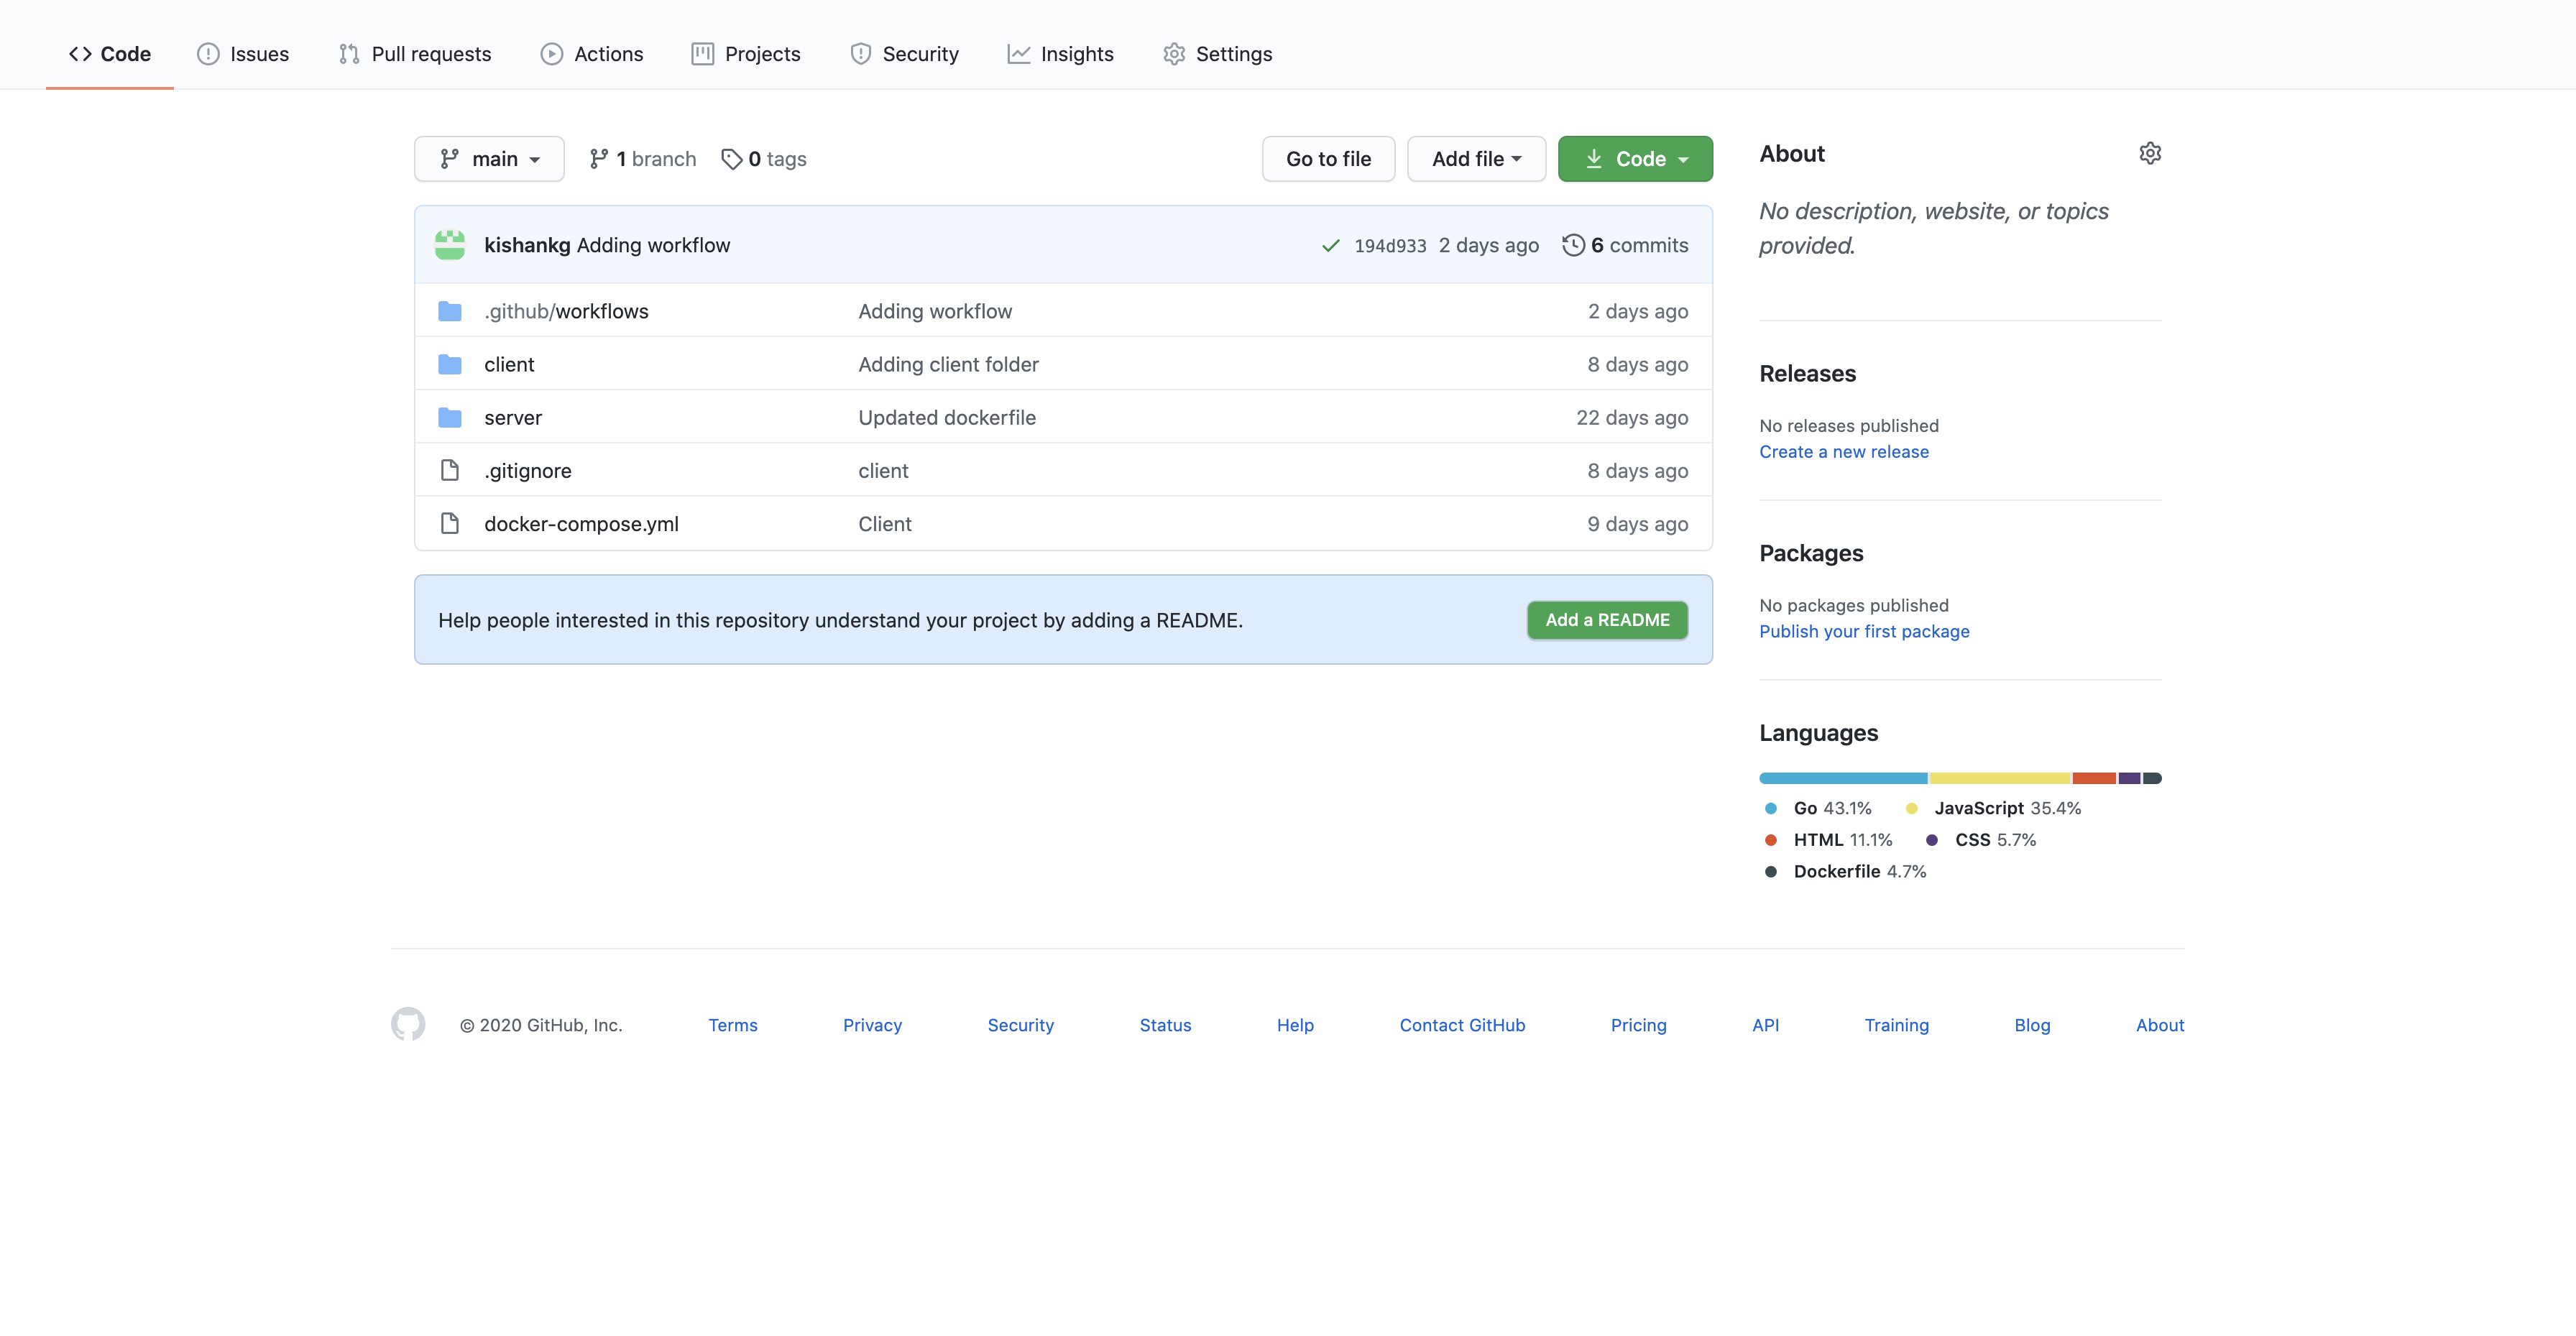 Code Issues Pull requests Actions Projects Security Insights Settings
main 1 branch 0 tags Go to file Add file Code
kishankg Adding workflow 194d933 2 days ago 6 commits
.github/workflows Adding workflow 2 days ago
client Adding client folder 8 days ago
server Updated dockerfile 22 days ago
.gitignore client 8 days ago
docker-compose.yml Client 9 days ago
Help people interested in this repository understand your project by adding a README. Add a README
About
No description, website, or topics
provided.
Releases
No releases published
Create a new release
Packages
No packages published
Publish your first package
Languages
Go 43.1% JavaScript 35.4%
HTML 11.1% CSS 5.7%
Dockerfile 4.7%
© 2020 GitHub, Inc. Terms Privacy Security Status Help Contact GitHub Pricing API Training Blog About